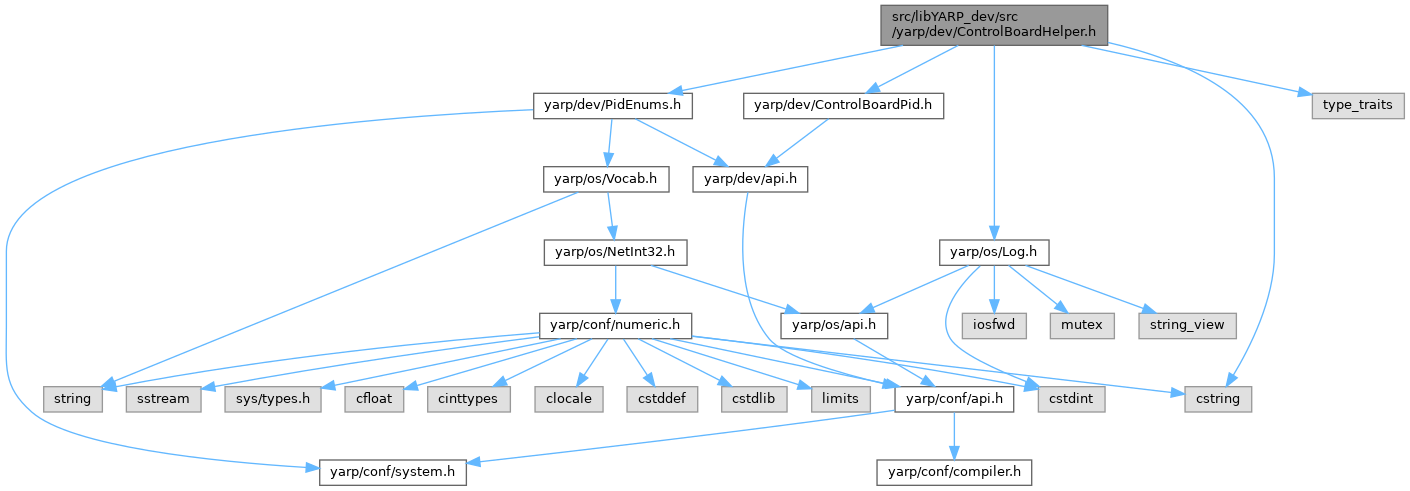 src/libYARP_dev/src
/yarp/dev/ControlBoardHelper.h
yarp/dev/PidEnums.h
yarp/dev/ControlBoardPid.h
type_traits
yarp/os/Vocab.h
yarp/dev/api.h
yarp/os/NetInt32.h
yarp/os/Log.h
yarp/conf/numeric.h
yarp/os/api.h
iosfwd
mutex
string_view
string
sstream
sys/types.h
cfloat
cinttypes
clocale
cstddef
cstdlib
limits
yarp/conf/api.h
cstdint
cstring
yarp/conf/system.h
yarp/conf/compiler.h